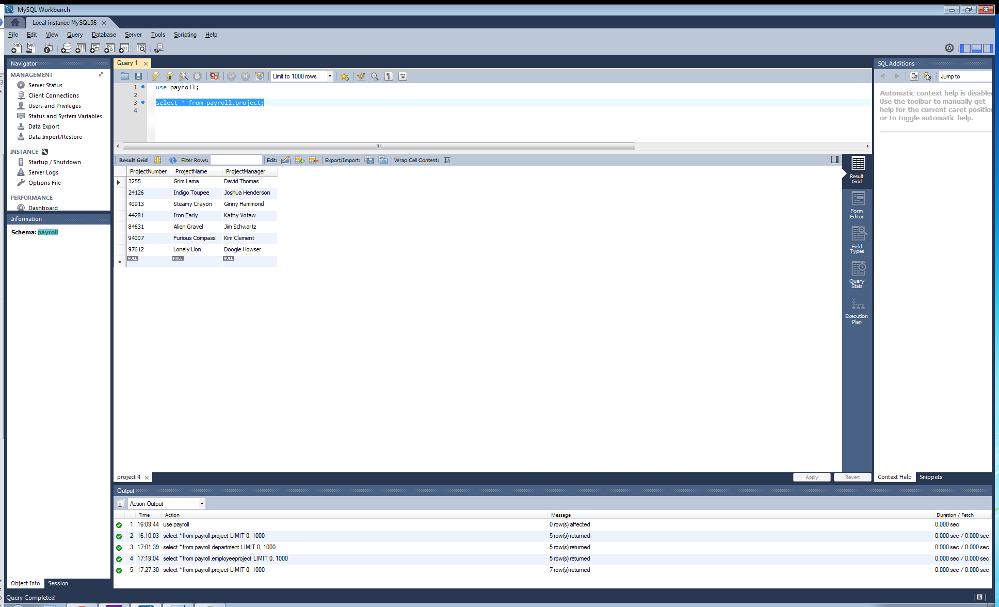 MySQL Workbench
Local instance MySQL56
File Edit View Query Database Server Tools Scripting Help
Navigator
MANAGEMENT
Server Status
Client Connections
Users and Privileges
Status and System Variables
Data Export
Data Import/Restore
INSTANCE
Startup / Shutdown
Server Logs
Options File
PERFORMANCE
Dashboard
Information
Schema: payroll
Object Info Session
Query 1
Limit to 1000 rows
1 use payroll;
2
3 select * from payroll.project;
4
Result Grid Filter Rows: Edit: Export/Import: Wrap Cell Content:
ProjectNumber ProjectName ProjectManager
3255 Grim Lama David Thomas
24126 Indigo Toupee Joshua Henderson
40913 Steamy Crayon Ginny Hammond
44281 Iron Early Kathy Votaw
84631 Alien Gravel Jim Schwartz
94007 Furious Compass Kim Clement
97612 Lonely Lion Doogie Howser
NULL NULL NULL
*
Result
Grid
Form
Editor
Field
Types
Query
Stats
Execution
Plan
project 4
Apply Revert
SQL Additions
Jump to
Automatic context help is disable
Use the toolbar to manually get
help for the current caret positio
or to toggle automatic help.
Context Help Snippets
Output
Action Output
Time Action Message Duration / Fetch
1 16:09:44 use payroll 0 row(s) affected 0.000 sec
2 16:10:03 select * from payroll.project LIMIT 0, 1000 5 row(s) returned 0.000 sec / 0.000 sec
3 17:01:39 select * from payroll.department LIMIT 0, 1000 5 row(s) returned 0.000 sec / 0.000 sec
4 17:19:04 select * from payroll.employeeproject LIMIT 0, 1000 5 row(s) returned 0.000 sec / 0.000 sec
5 17:27:30 select * from payroll.project LIMIT 0, 1000 7 row(s) returned 0.000 sec / 0.000 sec
Query Completed